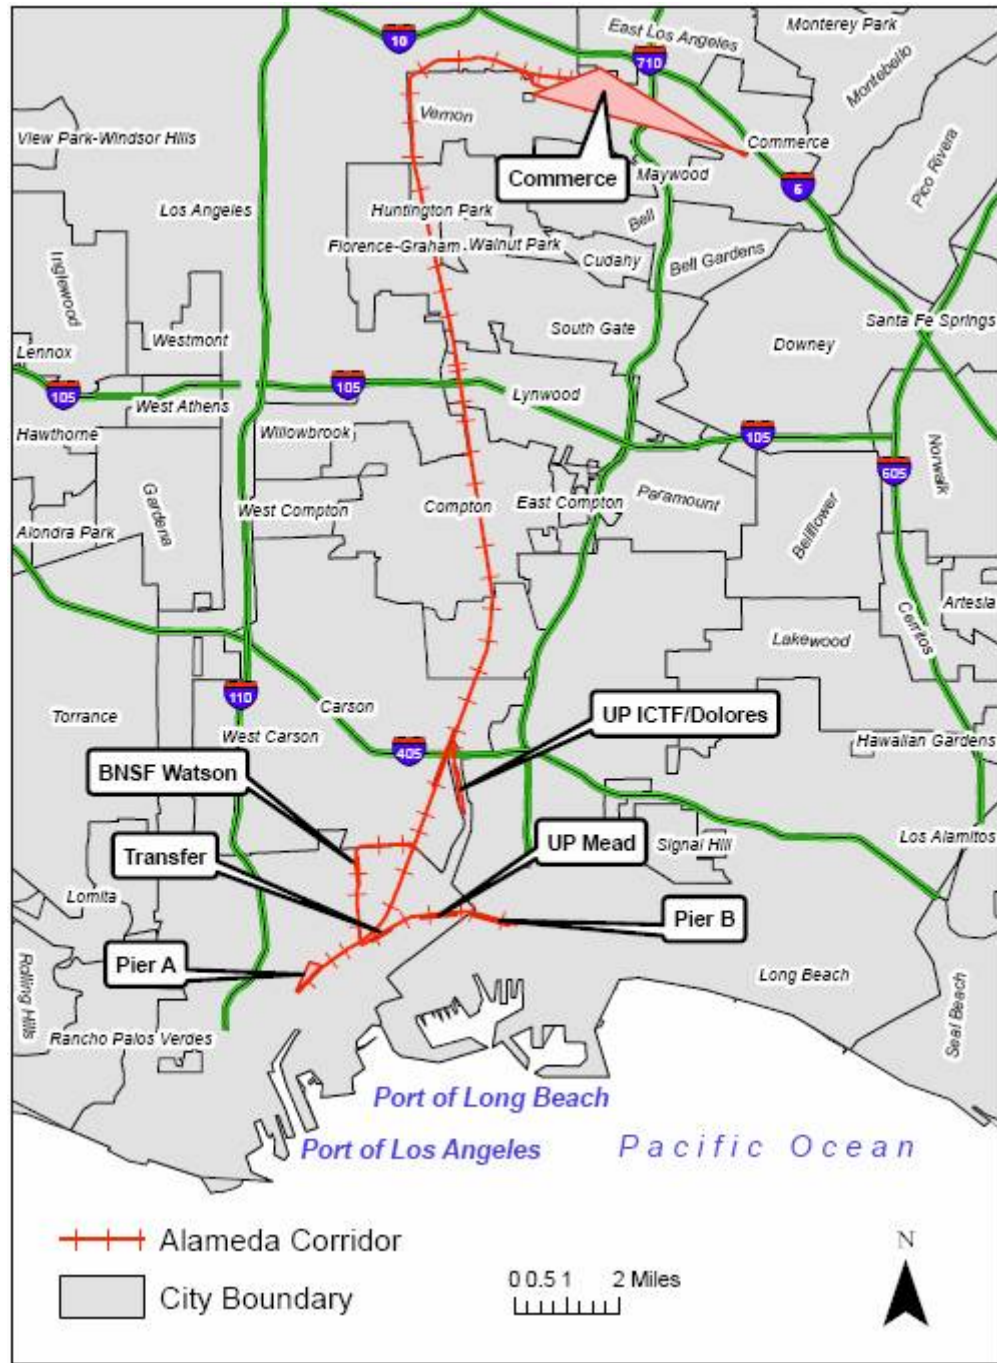 Monterey Park
East Los Angeles
10
710
Montebello
Vernon
View Park-Windsor Hills
Commerce
Commerce
Maywood
Pico Rivera
5
Los Angeles
Huntington Park
Bell
Florence-Graham
Walnut Park
Cudahy
Bell Gardens
Inglewood
South Gate
Santa Fe Springs
Westmont
Downey
Lennox
105
105
Lynwood
West Athens
Hawthorne
Willowbrook
105
Norwalk
605
Gardena
West Compton
Compton
East Compton
Paramount
Bellflower
Alondra Park
Artesia
Cerritos
Lakewood
110
Torrance
Carson
UP ICTF/Dolores
West Carson
405
Hawaiian Gardens
BNSF Watson
Transfer
UP Mead
Signal Hill
Los Alamitos
Lomita
Pier B
Pier A
Long Beach
Rolling Hills
Seal Beach
Rancho Palos Verdes
Port of Long Beach
Port of Los Angeles
Pacific Ocean
Alameda Corridor
City Boundary
0 0.5 1 2 Miles
N